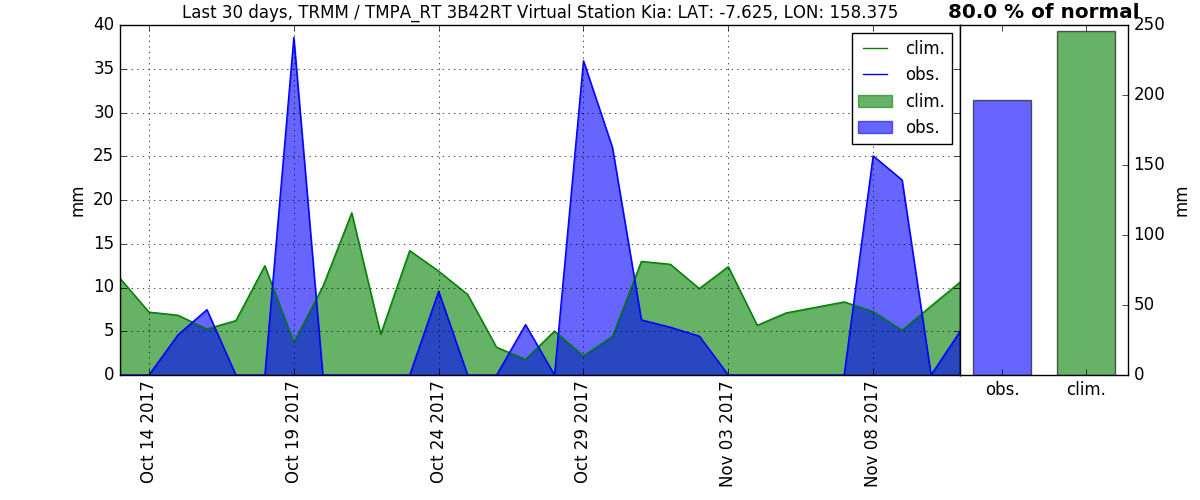 Last 30 days, TRMM / TMPA_RT 3B42RT Virtual Station Kia: LAT: -7.625, LON: 158.375
80.0 % of normal
40
35
30
25
20
15
10
5
0
mm
clim.
obs.
clim.
obs.
Oct 14 2017
Oct 19 2017
Oct 24 2017
Oct 29 2017
Nov 03 2017
Nov 08 2017
250
200
150
100
50
0
mm
obs.
clim.